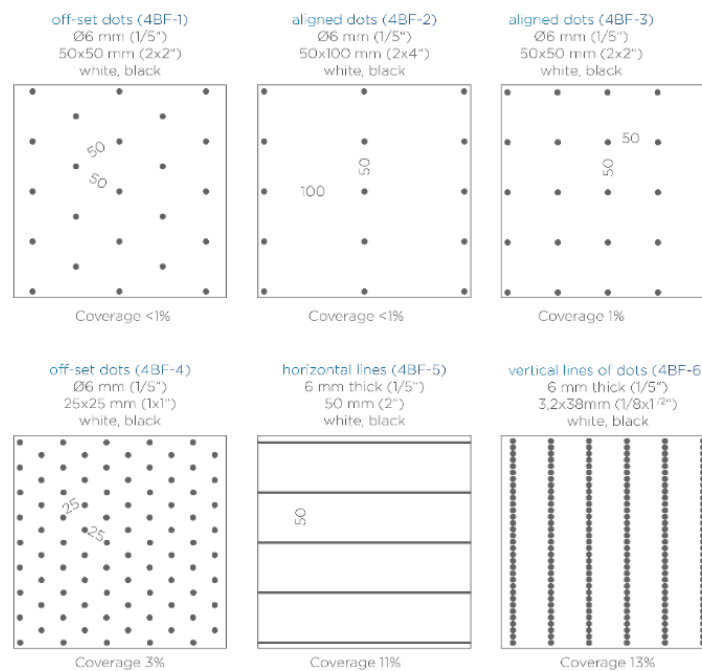 off-set dots (4BF-1)
Ø6 mm (1/5")
50x50 mm (2x2")
white, black
50
50
Coverage <1%
aligned dots (4BF-2)
Ø6 mm (1/5")
50x100 mm (2x4")
white, black
50
100
Coverage <1%
aligned dots (4BF-3)
Ø6 mm (1/5")
50x50 mm (2x2")
white, black
50
50
Coverage 1%
off-set dots (4BF-4)
Ø6 mm (1/5")
25x25 mm (1x1")
white, black
25
25
Coverage 3%
horizontal lines (4BF-5)
6 mm thick (1/5")
50 mm (2")
white, black
50
Coverage 11%
vertical lines of dots (4BF-6
6 mm thick (1/5")
3,2x38mm (1/8x1 1/2")
white, black
Coverage 13%